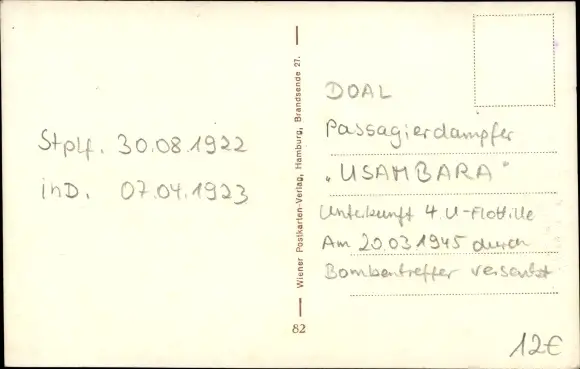 Stplf. 30.08.1922
inD. 07.04.1923
Wiener Postkarten-Verlag, Hamburg, Brandsende 27.
82
DOAL
Passagierdampfer
„USAMBARA"
Unterkunft 4. U-Flottille
Am 20.03.1945 durch
Bombentreffer versenkt
12€